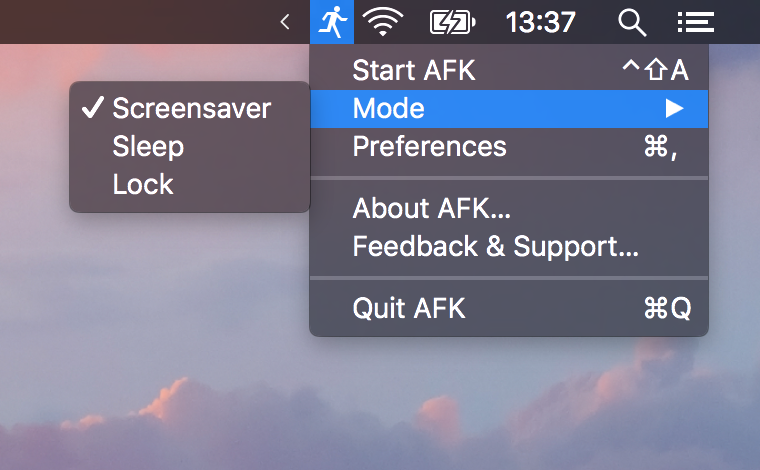 13:37
Start AFK ⌃⇧A
Mode ▶
Preferences ⌘,
About AFK...
Feedback & Support...
Quit AFK ⌘Q
✓ Screensaver
Sleep
Lock